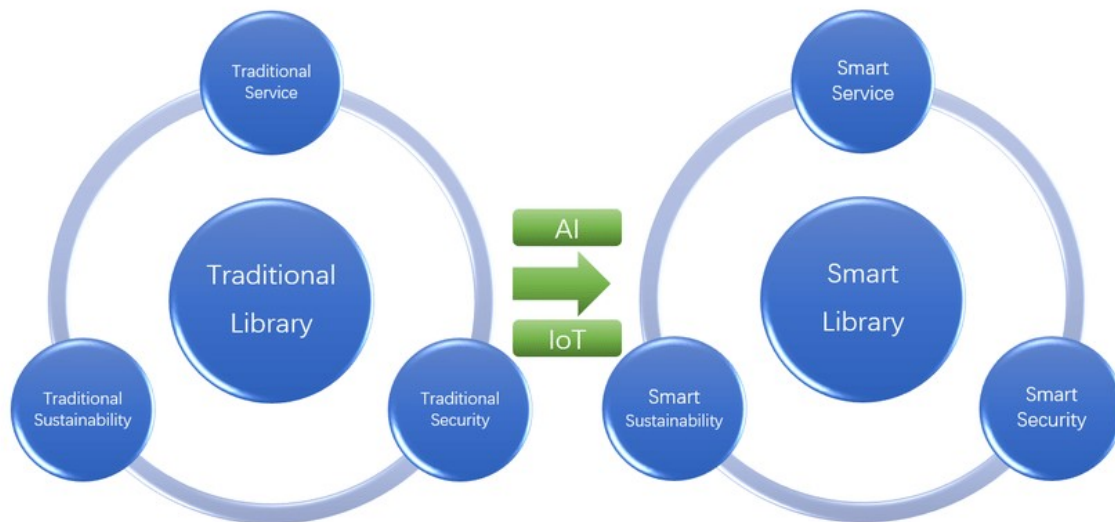 Traditional
Service
Traditional
Library
Traditional
Sustainability
Traditional
Security
AI
IoT
Smart
Service
Smart
Library
Smart
Sustainability
Smart
Security